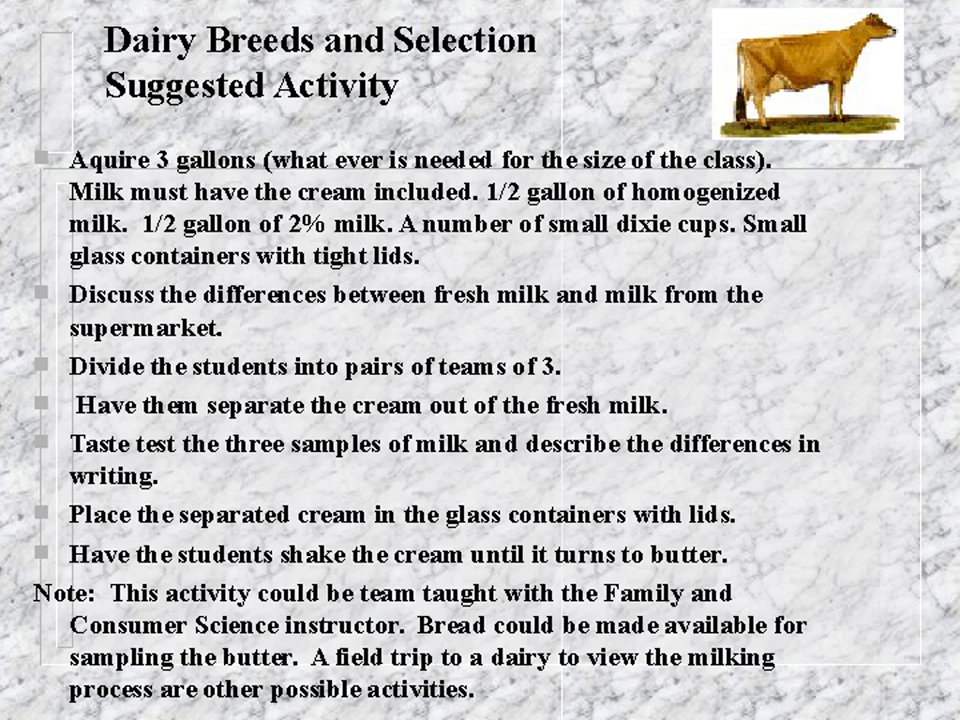 Dairy Breeds and Selection
Suggested Activity
Aquire 3 gallons (what ever is needed for the size of the class).
Milk must have the cream included. 1/2 gallon of homogenized
milk.  1/2 gallon of 2% milk. A number of small dixie cups. Small
glass containers with tight lids.
Discuss the differences between fresh milk and milk from the
supermarket.
Divide the students into pairs of teams of 3.
Have them separate the cream out of the fresh milk.
Taste test the three samples of milk and describe the differences in
writing.
Place the separated cream in the glass containers with lids.
Have the students shake the cream until it turns to butter.
Note:  This activity could be team taught with the Family and
Consumer Science instructor.  Bread could be made available for
sampling the butter.  A field trip to a dairy to view the milking
process are other possible activities.